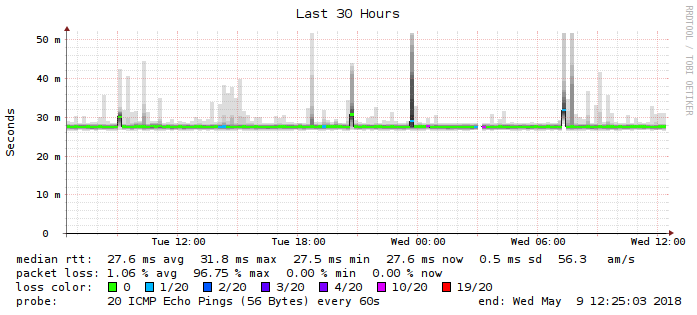 Last 30 Hours
RRDTOOL / TOBI OETIKER
Seconds
50 m
40 m
30 m
20 m
10 m
0
Tue 12:00 Tue 18:00 Wed 00:00 Wed 06:00 Wed 12:00
median rtt: 27.6 ms avg 31.8 ms max 27.5 ms min 27.6 ms now 0.5 ms sd 56.3 am/s
packet loss: 1.06 % avg 96.75 % max 0.00 % min 0.00 % now
loss color: 0 1/20 2/20 3/20 4/20 10/20 19/20
probe: 20 ICMP Echo Pings (56 Bytes) every 60s end: Wed May 9 12:25:03 2018